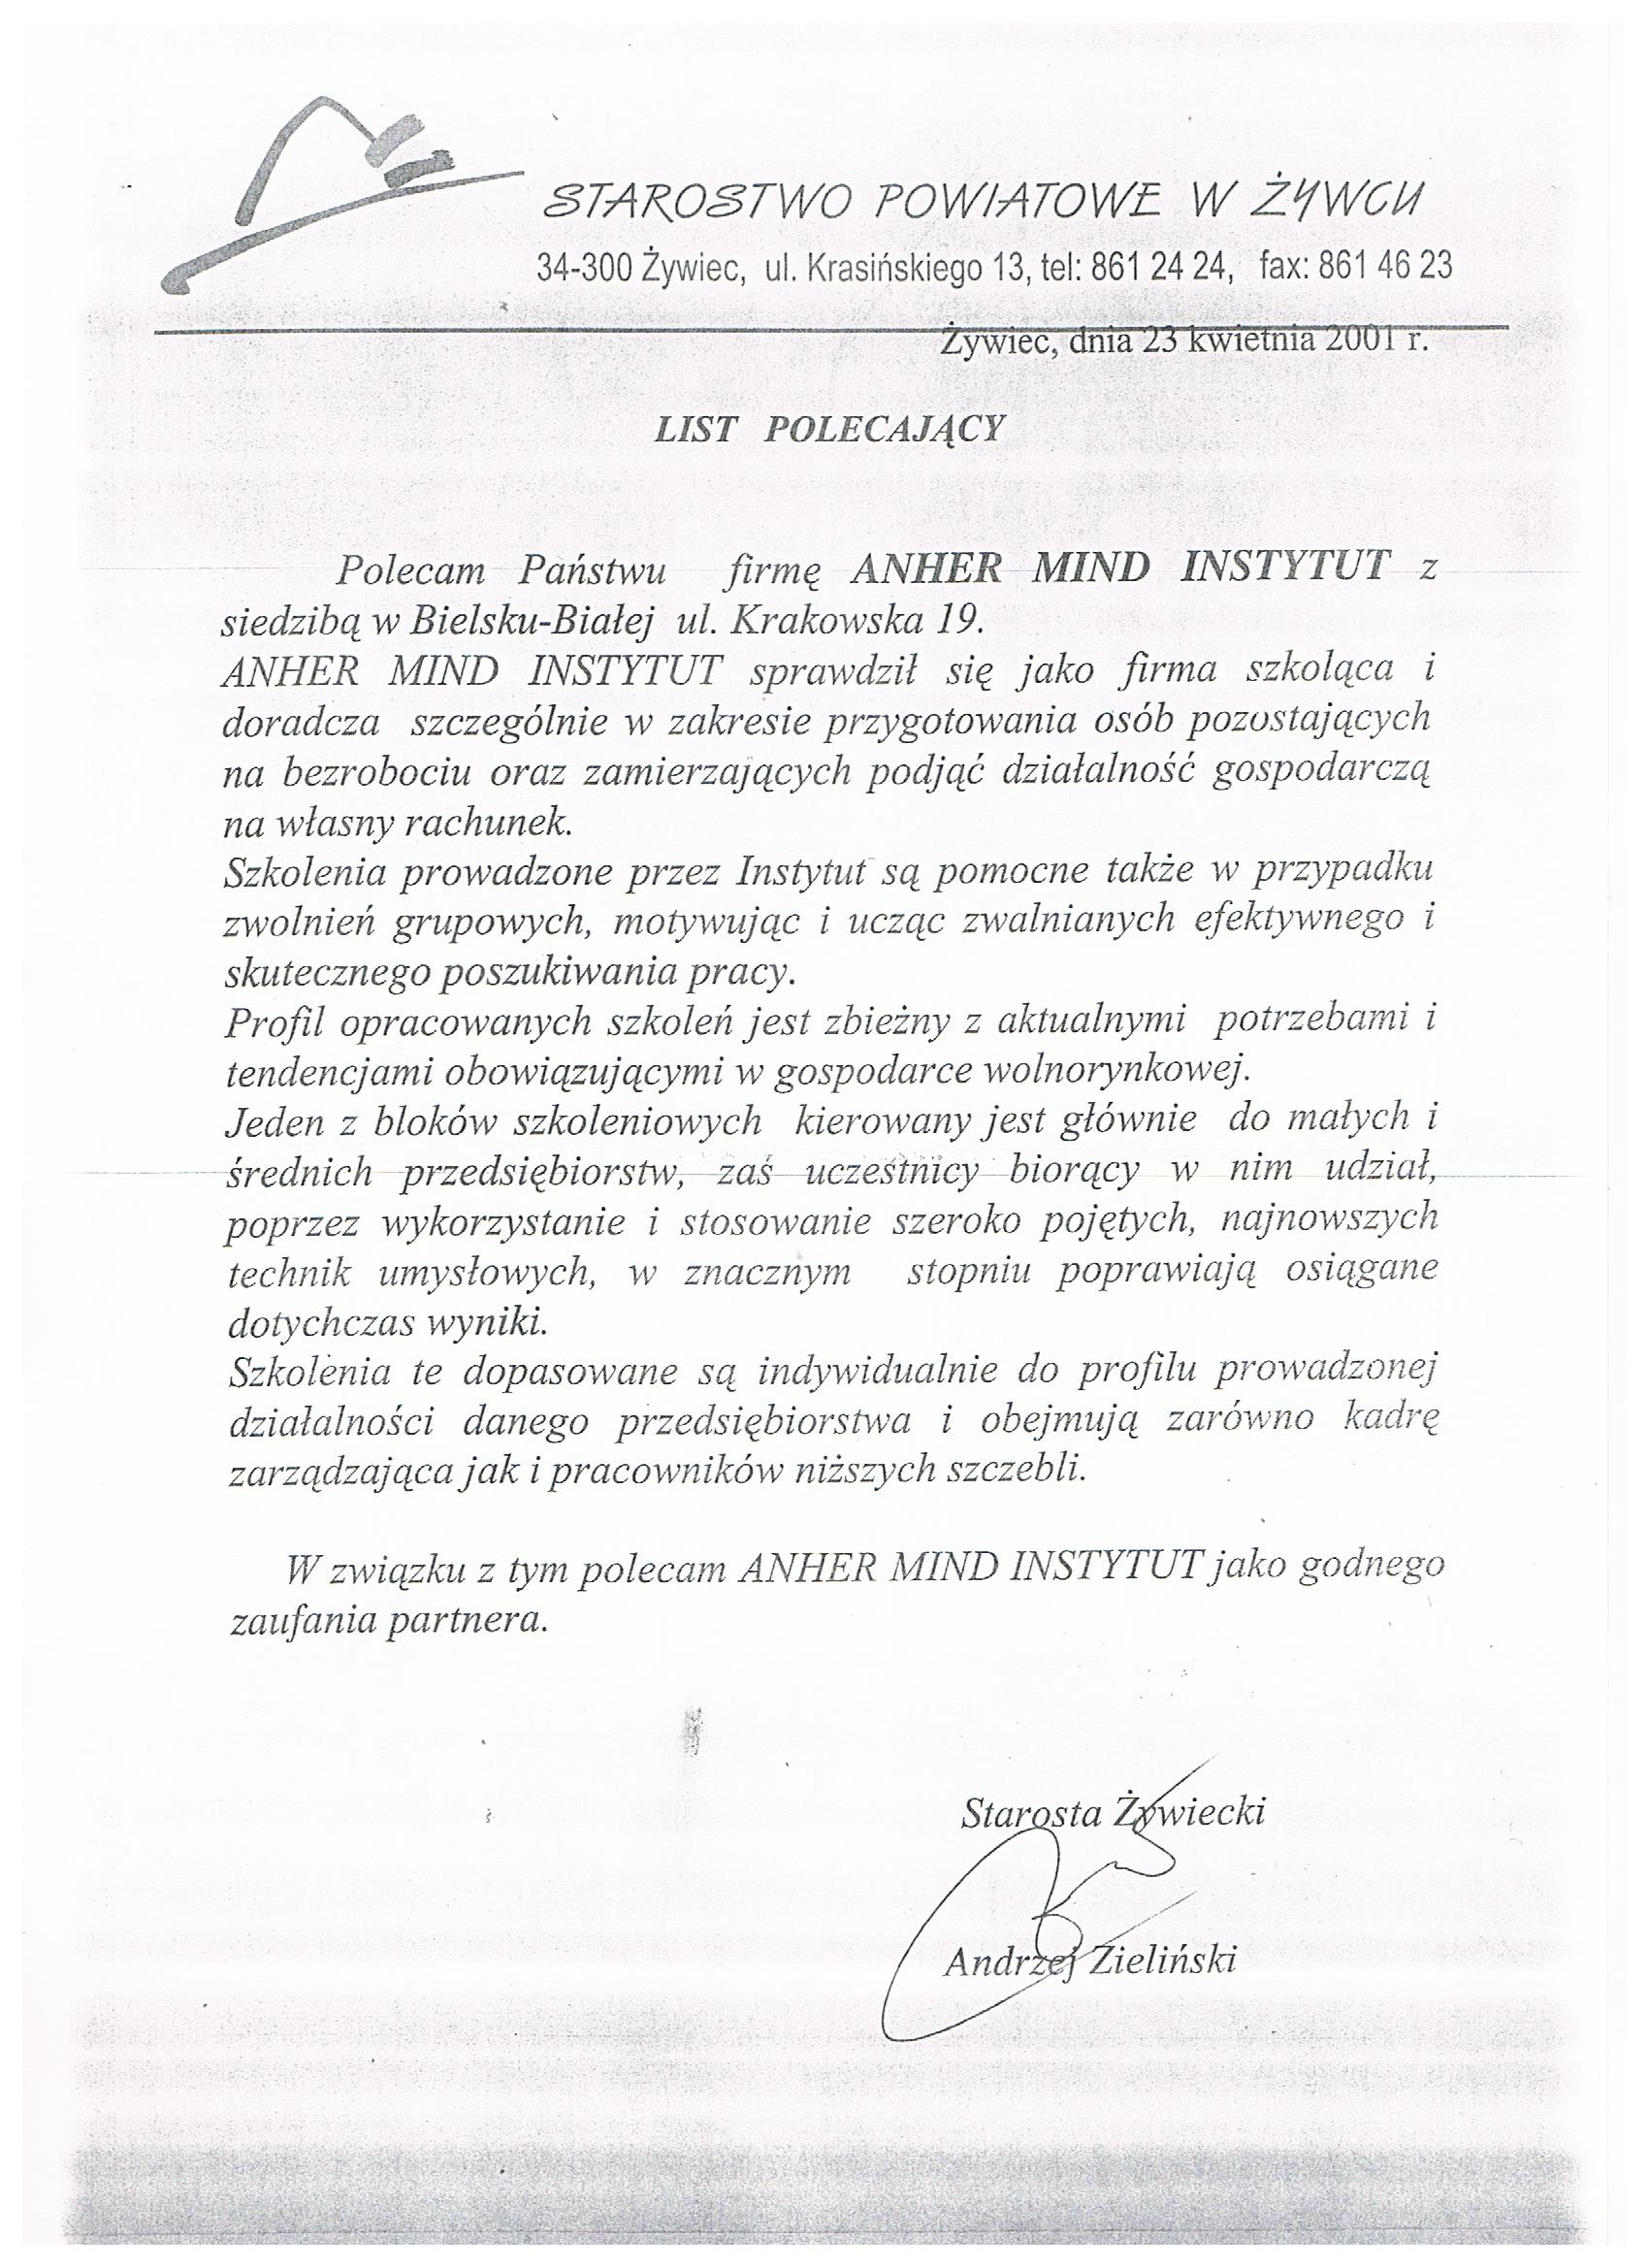 STAROSTWO POWIATOWE W ŻYWCU
34-300 Żywiec, ul. Krasińskiego 13, tel: 861 24 24, fax: 861 46 23
Żywiec, dnia 23 kwietnia 2001 r.
LIST POLECAJĄCY
Polecam Państwu firmę ANHER MIND INSTYTUT z
siedzibą w Bielsku-Białej ul. Krakowska 19.
ANHER MIND INSTYTUT sprawdził się jako firma szkoląca i
doradcza szczególnie w zakresie przygotowania osób pozostających
na bezrobociu oraz zamierzających podjąć działalność gospodarczą
na własny rachunek.
Szkolenia prowadzone przez Instytut są pomocne także w przypadku
zwolnień grupowych, motywując i ucząc zwalnianych efektywnego i
skutecznego poszukiwania pracy.
Profil opracowanych szkoleń jest zbieżny z aktualnymi potrzebami i
tendencjami obowiązującymi w gospodarce wolnorynkowej.
Jeden z bloków szkoleniowych kierowany jest głównie do małych i
średnich przedsiębiorstw, zaś uczestnicy biorący w nim udział,
poprzez wykorzystanie i stosowanie szeroko pojętych, najnowszych
technik umysłowych, w znacznym stopniu poprawiają osiągane
dotychczas wyniki.
Szkolenia te dopasowane są indywidualnie do profilu prowadzonej
działalności danego przedsiębiorstwa i obejmują zarówno kadrę
zarządzająca jak i pracowników niższych szczebli.
W związku z tym polecam ANHER MIND INSTYTUT jako godnego
zaufania partnera.
Starosta Żywiecki
Andrzej Zieliński